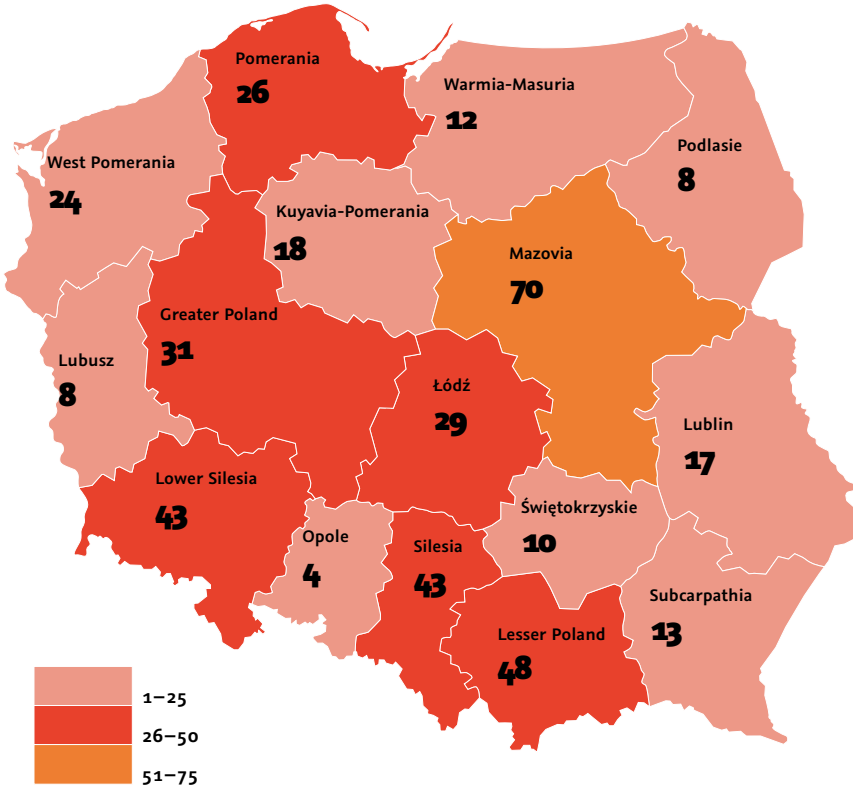 Pomerania
26
Warmia-Masuria
12
Podlasie
8
West Pomerania
24
Kuyavia-Pomerania
18
Mazovia
70
Greater Poland
31
Lubusz
8
Łódź
29
Lublin
17
Lower Silesia
43
Świętokrzyskie
10
Opole
4
Silesia
43
Subcarpathia
13
Lesser Poland
48
1–25
26–50
51–75